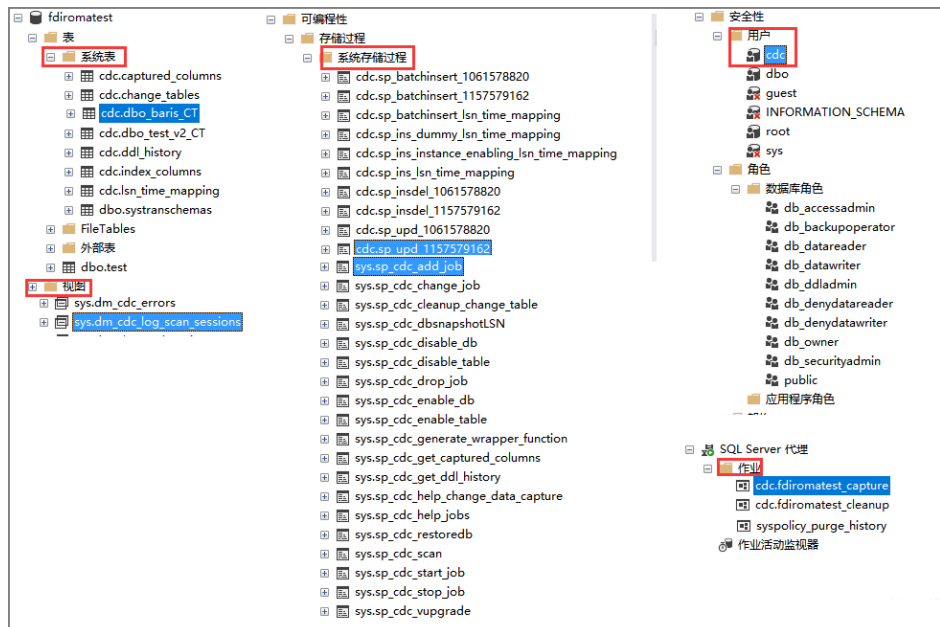 fdiromatest
表
系统表
cdc.captured_columns
cdc.change_tables
cdc.dbo_baris_CT
cdc.dbo_test_v2_CT
cdc.ddl_history
cdc.index_columns
cdc.lsn_time_mapping
dbo.systranschemas
FileTables
外部表
dbo.test
视图
sys.dm_cdc_errors
sys.dm_cdc_log_scan_sessions
可编程性
存储过程
系统存储过程
cdc.sp_batchinsert_1061578820
cdc.sp_batchinsert_1157579162
cdc.sp_batchinsert_lsn_time_mapping
cdc.sp_ins_dummy_lsn_time_mapping
cdc.sp_ins_instance_enabling_lsn_time_mapping
cdc.sp_ins_lsn_time_mapping
cdc.sp_insdel_1061578820
cdc.sp_insdel_1157579162
cdc.sp_upd_1061578820
cdc.sp_upd_1157579162
sys.sp_cdc_add_job
sys.sp_cdc_change_job
sys.sp_cdc_cleanup_change_table
sys.sp_cdc_dbsnapshotLSN
sys.sp_cdc_disable_db
sys.sp_cdc_disable_table
sys.sp_cdc_drop_job
sys.sp_cdc_enable_db
sys.sp_cdc_enable_table
sys.sp_cdc_generate_wrapper_function
sys.sp_cdc_get_captured_columns
sys.sp_cdc_get_ddl_history
sys.sp_cdc_help_change_data_capture
sys.sp_cdc_help_jobs
sys.sp_cdc_restoredb
sys.sp_cdc_scan
sys.sp_cdc_start_job
sys.sp_cdc_stop_job
sys.sp_cdc_vupgrade
安全性
用户
cdc
dbo
guest
INFORMATION_SCHEMA
root
sys
角色
数据库角色
db_accessadmin
db_backupoperator
db_datareader
db_datawriter
db_ddladmin
db_denydatareader
db_denydatawriter
db_owner
db_securityadmin
public
应用程序角色
SQL Server 代理
作业
cdc.fdiromatest_capture
cdc.fdiromatest_cleanup
syspolicy_purge_history
作业活动监视器